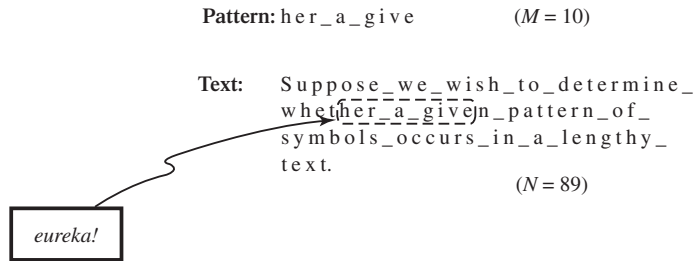 Pattern: her_a_give (M = 10)
Text: Suppose_we_wish_to_determine_
whether_a_given_pattern_of_
symbols_occurs_in_a_lengthy_
text.
(N = 89)
eureka!